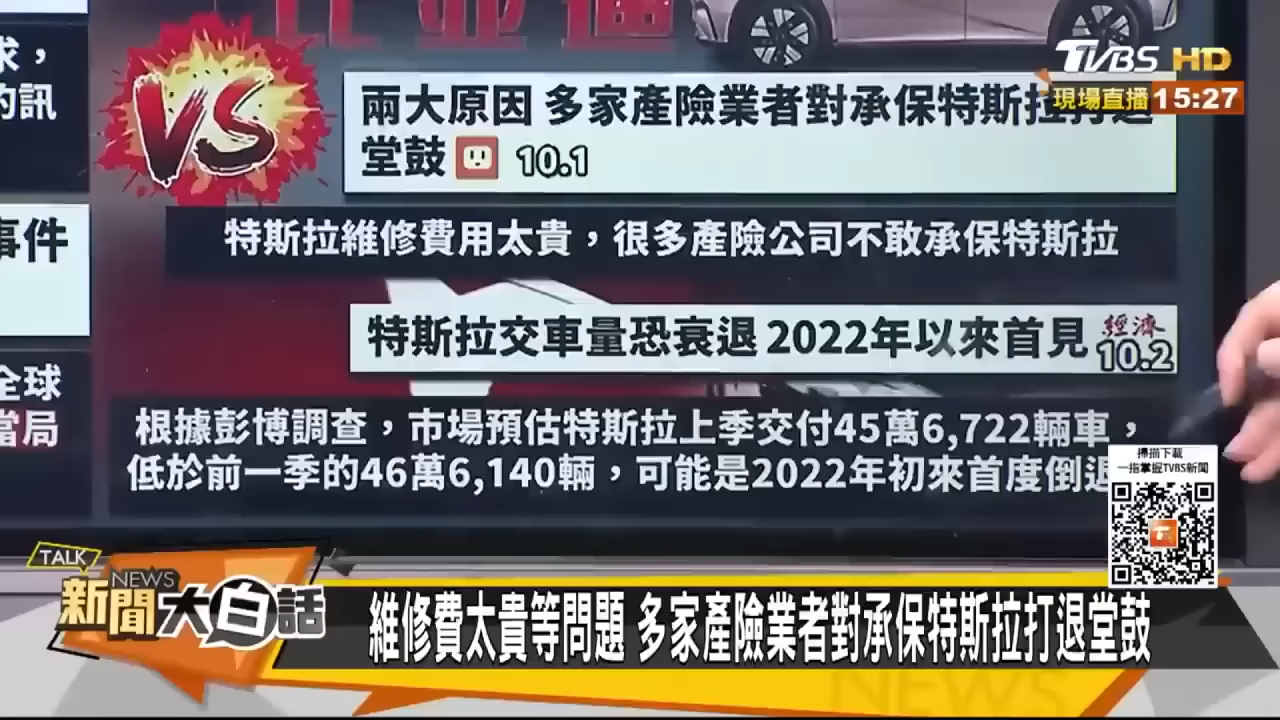 比亞迪
TVBS HD
現場直播 15:27
求，
的訊
VS
兩大原因 多家產險業者對承保特斯拉打退
堂鼓 10.1
事件
特斯拉維修費用太貴，很多產險公司不敢承保特斯拉
特斯拉交車量恐衰退 2022年以來首見 經濟 10.2
全球
當局
根據彭博調查，市場預估特斯拉上季交付45萬6,722輛車，
低於前一季的46萬6,140輛，可能是2022年初來首度倒退
掃描下載
一指掌握TVBS新聞
TALK
NEWS
新聞大白話
維修費太貴等問題 多家產險業者對承保特斯拉打退堂鼓
NEWS